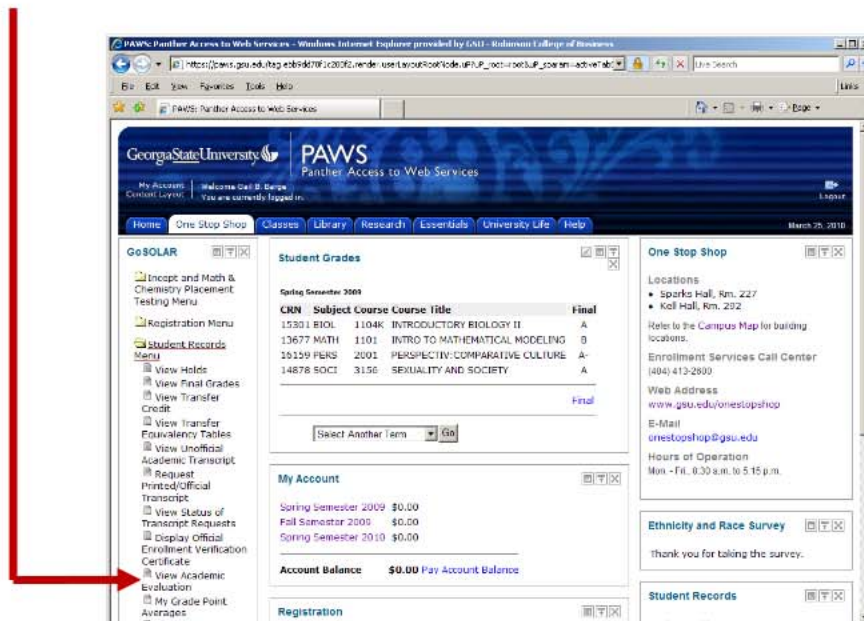 PAWS: Panther Access to Web Services - Windows Internet Explorer provided by GSU - Robinson College of Business
Live Search
File Edit View Favorites Tools Help
Links
PAWS: Panther Access to Web Services
Page
GeorgiaStateUniversity
PAWS
Panther Access to Web Services
My Account
Content Layout
Welcome Gail B. Barge
You are currently logged in.
Logout
Home One Stop Shop Classes Library Research Essentials University Life Help
March 25, 2010
GoSOLAR
Incept and Math &
Chemistry Placement
Testing Menu
Registration Menu
Student Records
Menu
View Holds
View Final Grades
View Transfer
Credit
View Transfer
Equivalency Tables
View Unofficial
Academic Transcript
Request
Printed/Official
Transcript
View Status of
Transcript Requests
Display Official
Enrollment Verification
Certificate
View Academic
Evaluation
My Grade Point
Averages
Student Grades
Spring Semester 2009
CRN Subject Course Course Title Final
15301 BIOL 1104K INTRODUCTORY BIOLOGY II A
13677 MATH 1101 INTRO TO MATHEMATICAL MODELING B
16159 PERS 2001 PERSPECTIV:COMPARATIVE CULTURE A-
14878 SOCI 3156 SEXUALITY AND SOCIETY A
Final
Select Another Term Go
My Account
Spring Semester 2009 $0.00
Fall Semester 2009 $0.00
Spring Semester 2010 $0.00
Account Balance $0.00 Pay Account Balance
Registration
One Stop Shop
Locations
• Sparks Hall, Rm. 227
• Kell Hall, Rm. 292
Refer to the Campus Map for building
locations.
Enrollment Services Call
Center
(404) 413-2600
Web Address
www.gsu.edu/onestopshop
E-Mail
onestopshop@gsu.edu
Hours of Operation
Mon. - Fri., 8:30 a.m. to 5:15 p.m.
Ethnicity and Race Survey
Thank you for taking the survey.
Student Records